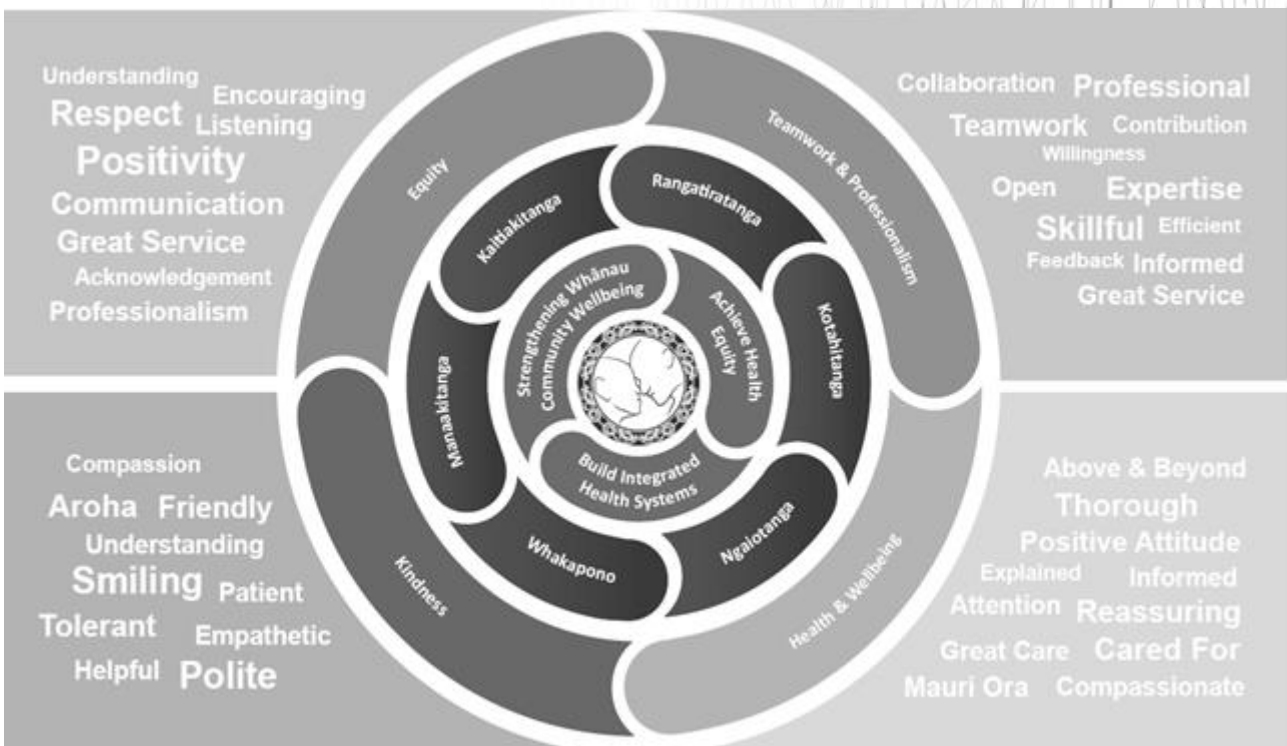 Understanding
Respect Encouraging
Listening
Positivity
Communication
Great Service
Acknowledgement
Professionalism
Collaboration Professional
Teamwork Contribution
Willingness
Open Expertise
Skillful Efficient
Feedback Informed
Great Service
Compassion
Aroha Friendly
Understanding
Smiling Patient
Tolerant Empathetic
Helpful Polite
Above & Beyond
Thorough
Positive Attitude
Explained Informed
Attention Reassuring
Great Care Cared For
Mauri Ora Compassionate
Equity
Teamwork & Professionalism
Health & Wellbeing
Kindness
Kaitiakitanga
Rangatiratanga
Kotahitanga
Ngaiotanga
Whakapono
Manaakitanga
Strengthening Whānau
Community Wellbeing
Achieve Health
Equity
Build Integrated
Health Systems